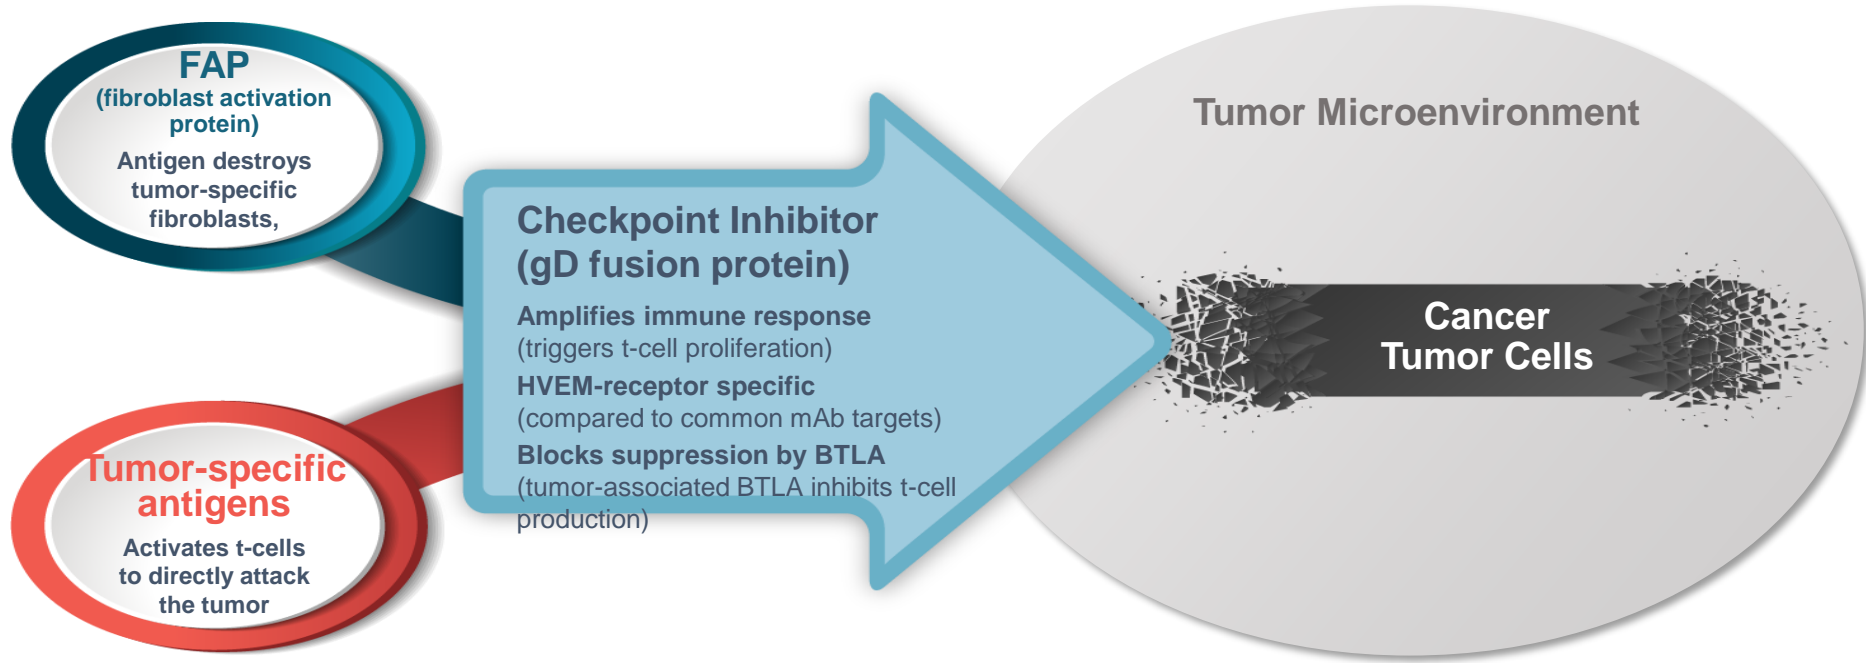 FAP
(fibroblast activation
protein)
Antigen destroys
tumor-specific
fibroblasts,
Tumor-specific
antigens
Activates t-cells
to directly attack
the tumor
Checkpoint Inhibitor
(gD fusion protein)
Amplifies immune response
(triggers t-cell proliferation)
HVEM-receptor specific
(compared to common mAb targets)
Blocks suppression by BTLA
(tumor-associated BTLA inhibits t-cell
production)
Tumor Microenvironment
Cancer
Tumor Cells